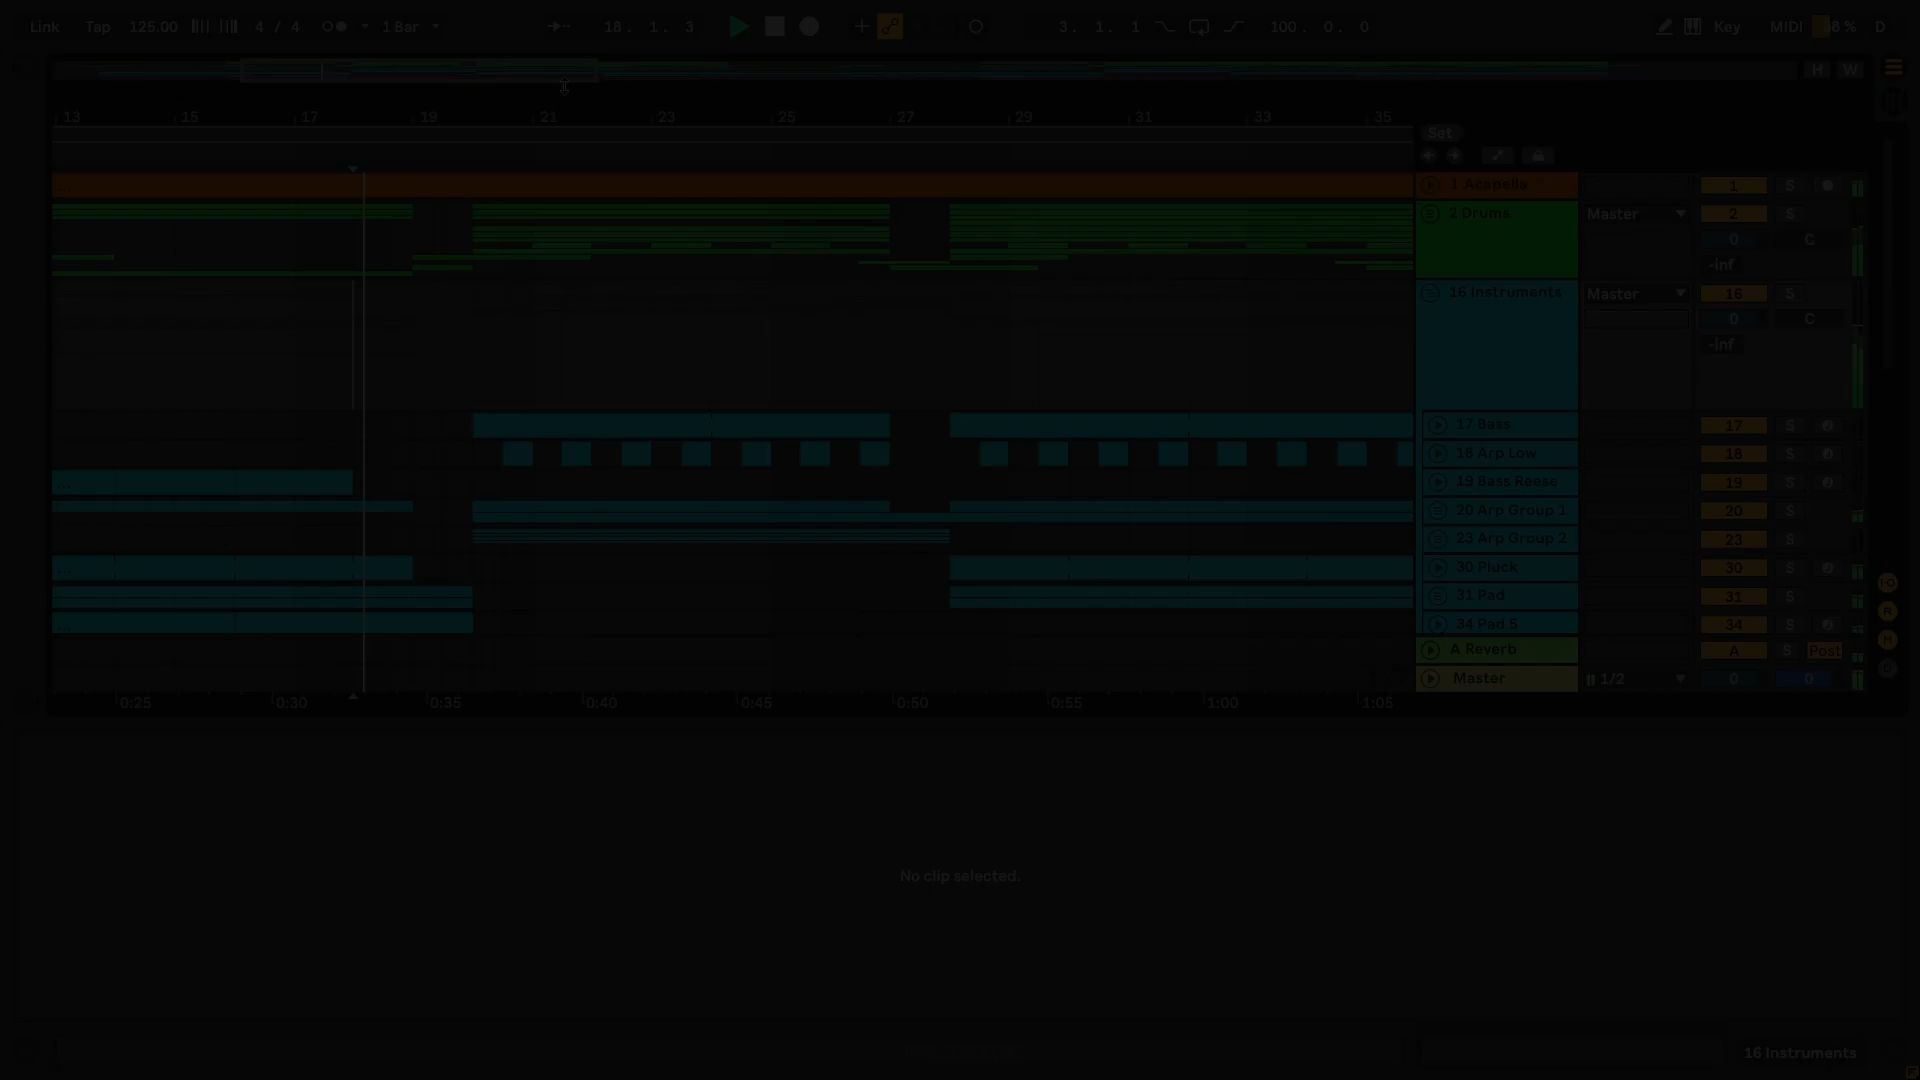 Link Tap 125.00 4 / 4 1 Bar 18. 1. 3 3. 1. 1 100. 0. 0 Key MIDI 38 % D
H W
13 15 17 19 21 23 25 27 29 31 33 35
Set
... 1 Acapella 1 S
2 Drums Master 2 S
0 C
-Inf
16 Instruments Master 16 S
0 C
-Inf
17 Bass 17 S
18 Arp Low 18 S
... 19 Bass Reese 19 S
20 Arp Group 1 20 S
23 Arp Group 2 23 S
... 30 Pluck 30 S
31 Pad 31 S
... 34 Pad 5 34 S
A Reverb A S Post
Master 1/2 0 0
0:25 0:30 0:35 0:40 0:45 0:50 0:55 1:00 1:05
I·O
R
M
D
No clip selected.
16 Instruments